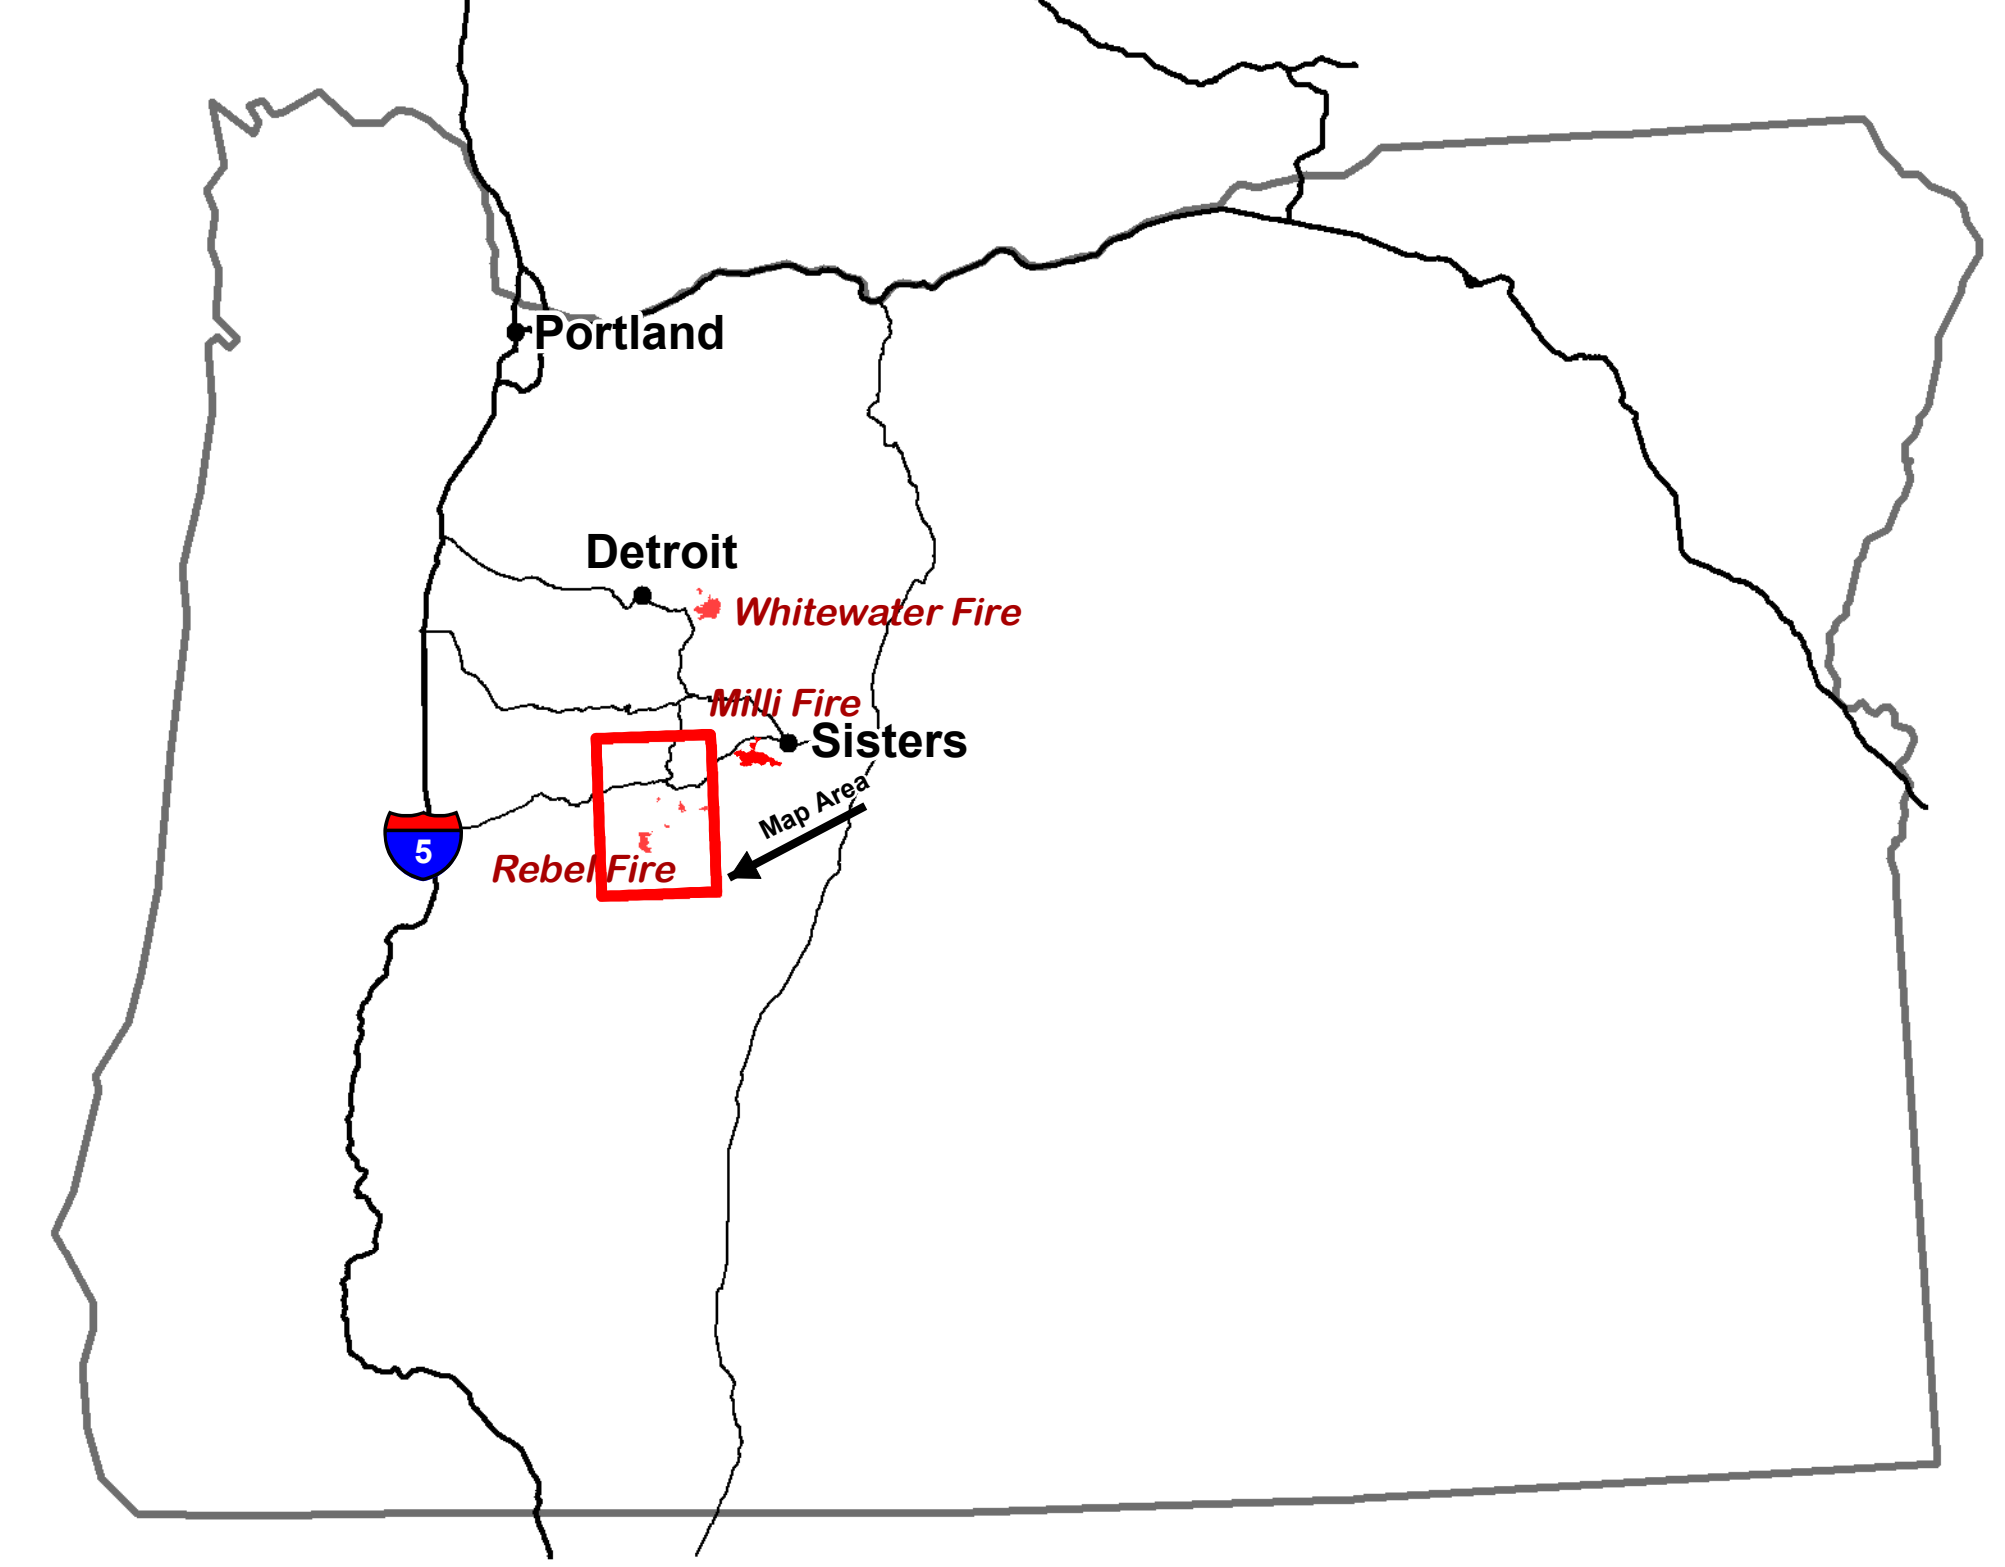 Portland
Detroit
Whitewater Fire
Milli Fire
Sisters
Map Area
5
Rebel Fire